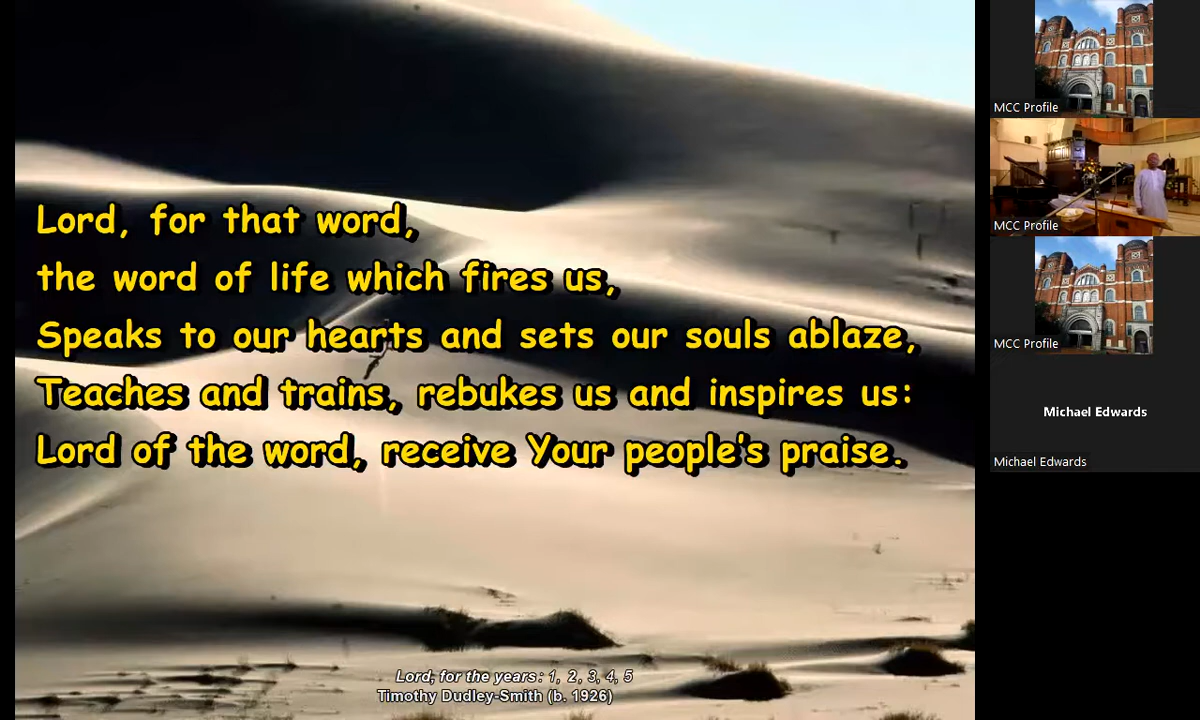 Lord, for that word,
the word of life which fires us,
Speaks to our hearts and sets our souls ablaze,
Teaches and trains, rebukes us and inspires us:
Lord of the word, receive Your people's praise.
Lord, for the years: 1, 2, 3, 4, 5
Timothy Dudley-Smith (b. 1926)
MCC Profile
MCC Profile
MCC Profile
Michael Edwards
Michael Edwards